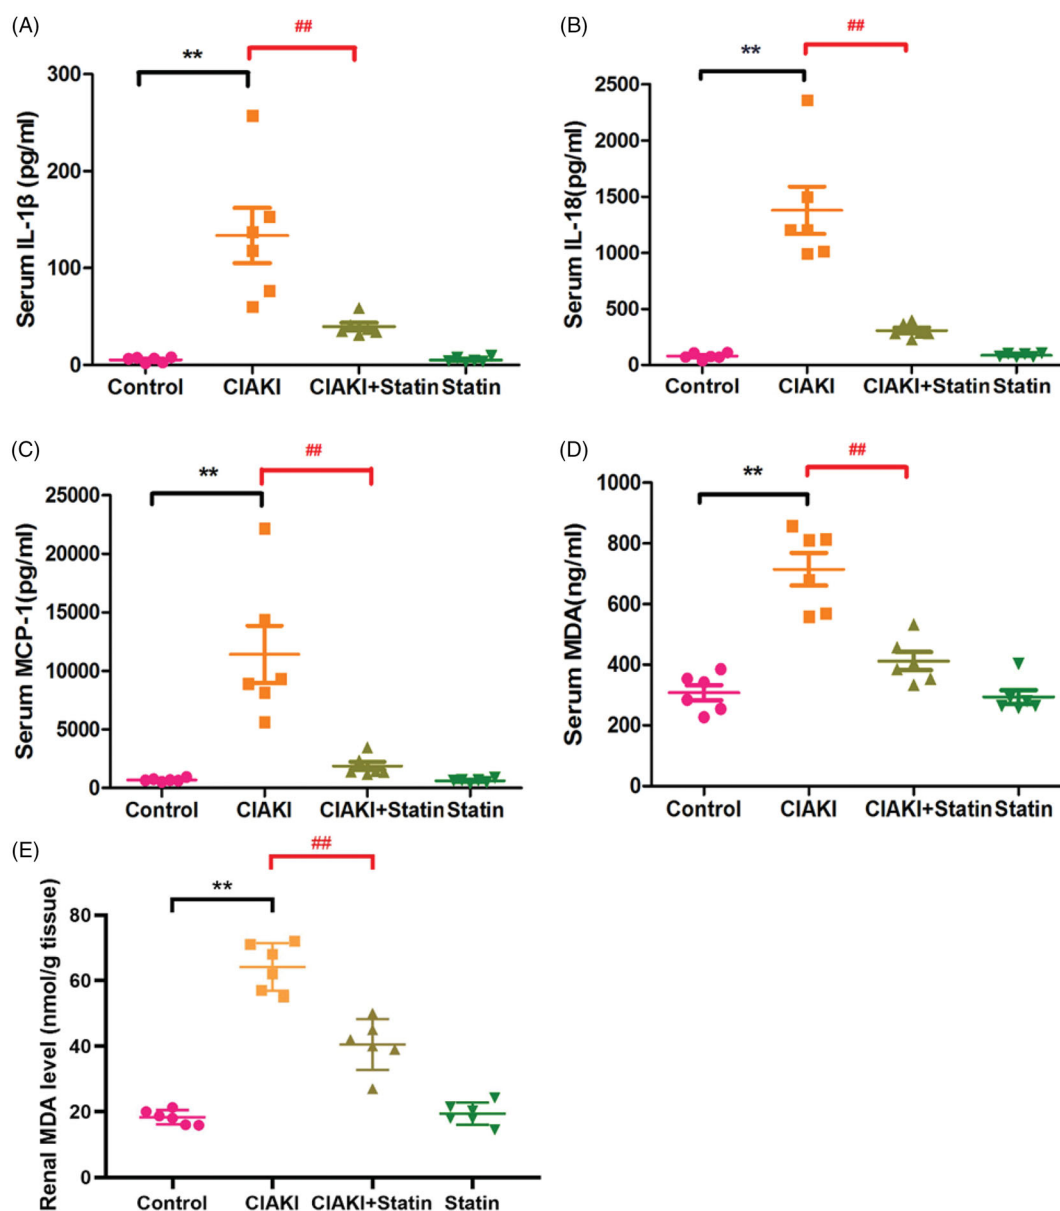 (A)
**
##
300
200
100
0
Serum IL-1β (pg/ml)
Control CIAKI CIAKI+Statin Statin
(B)
**
##
2500
2000
1500
1000
500
0
Serum IL-18(pg/ml)
Control CIAKI CIAKI+Statin Statin
(C)
**
##
25000
20000
15000
10000
5000
0
Serum MCP-1(pg/ml)
Control CIAKI CIAKI+Statin Statin
(D)
**
##
1000
800
600
400
200
0
Serum MDA(ng/ml)
Control CIAKI CIAKI+Statin Statin
(E)
**
##
80
60
40
20
0
Renal MDA level (nmol/g tissue)
Control CIAKI CIAKI+Statin Statin